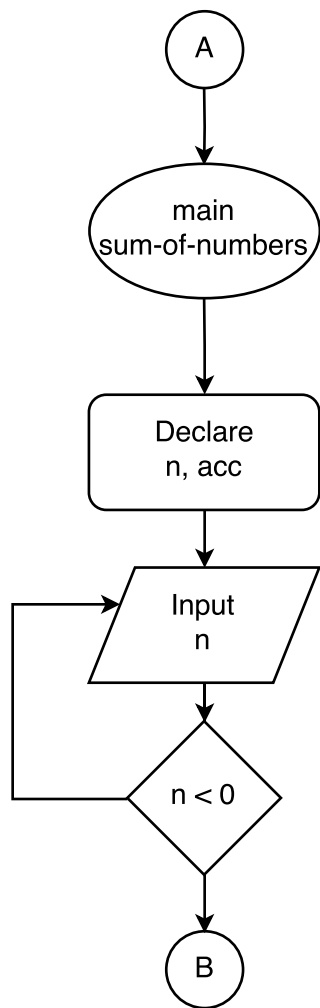 A
main
sum-of-numbers
Declare
n, acc
Input
n
n < 0
B